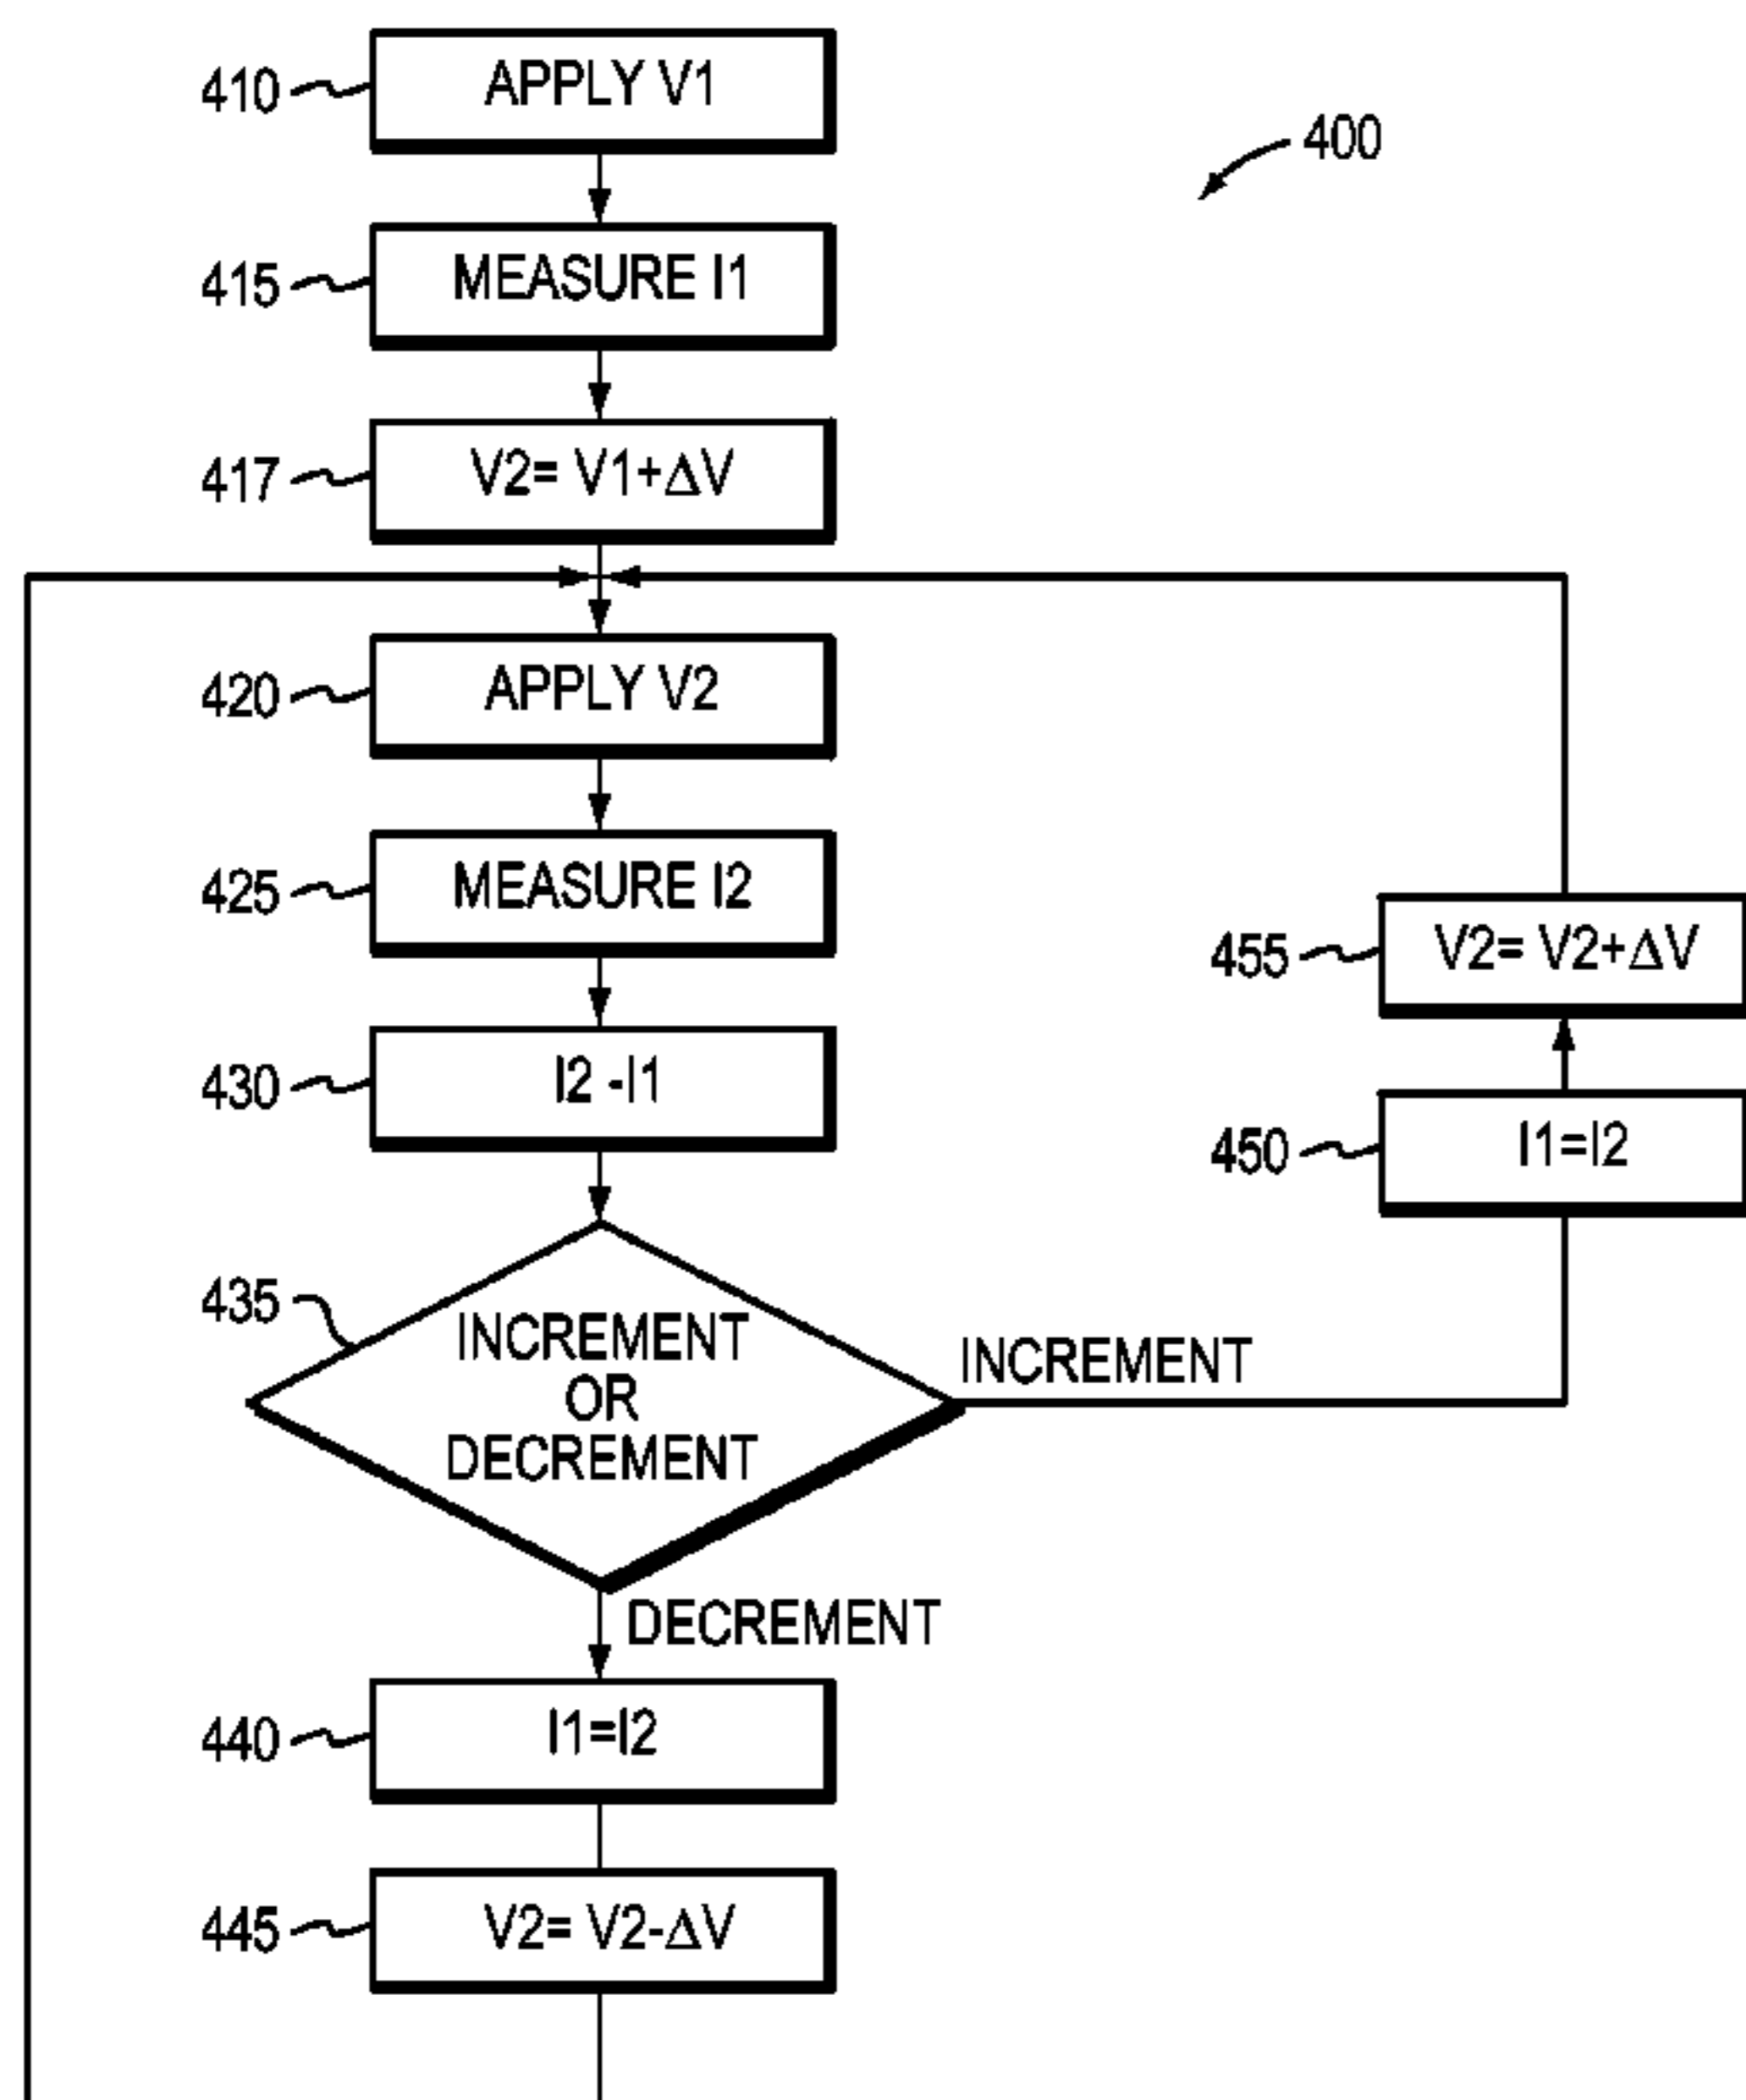 410
APPLY V1
400
415
MEASURE I1
417
V2= V1+ΔV
420
APPLY V2
425
MEASURE I2
455
V2= V2+ΔV
430
I2 -I1
450
I1=I2
435
INCREMENT
OR
DECREMENT
INCREMENT
DECREMENT
440
I1=I2
445
V2= V2-ΔV